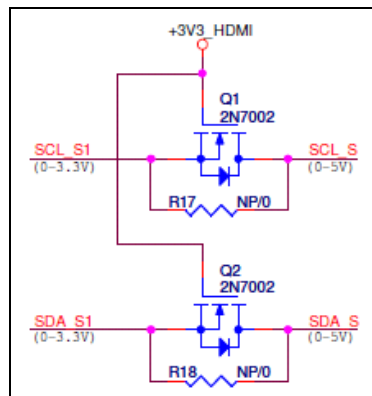 +3V3_HDMI
Q1
2N7002
SCL_S1
(0-3.3V)
SCL_S
(0-5V)
R17
NP/0
Q2
2N7002
SDA_S1
(0-3.3V)
SDA_S
(0-5V)
R18
NP/0